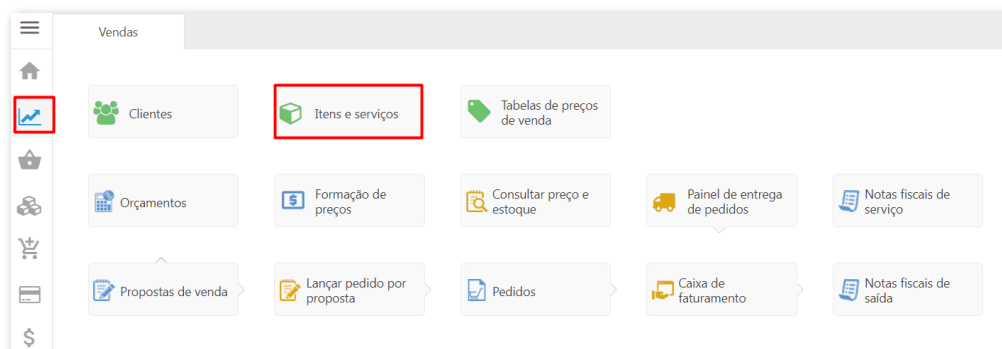 Vendas
Clientes
Itens e serviços
Tabelas de preços
de venda
Orçamentos
Formação de
preços
Consultar preço e
estoque
Painel de entrega
de pedidos
Notas fiscais de
serviço
Propostas de venda
Lançar pedido por
proposta
Pedidos
Caixa de
faturamento
Notas fiscais de
saída